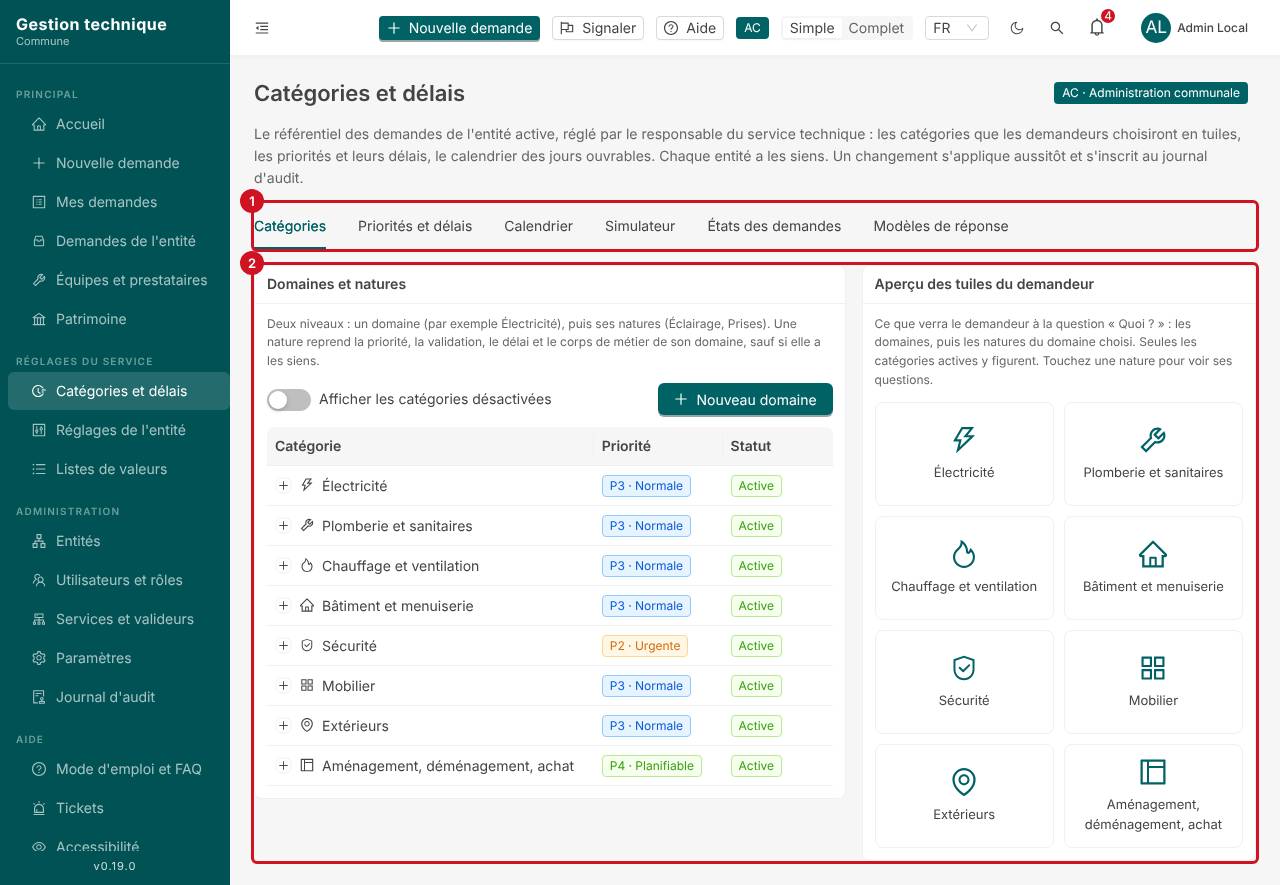 Gestion technique
Commune
PRINCIPAL
Accueil
Nouvelle demande
Mes demandes
Demandes de l'entité
Équipes et prestataires
Patrimoine
RÉGLAGES DU SERVICE
Catégories et délais
Réglages de l'entité
Listes de valeurs
ADMINISTRATION
Entités
Utilisateurs et rôles
Services et valideurs
Paramètres
Journal d'audit
AIDE
Mode d'emploi et FAQ
Tickets
Accessibilité
v0.19.0
Nouvelle demande
Signaler
Aide
AC
Simple
Complet
FR
4
AL
Admin Local
Catégories et délais
AC · Administration communale
Le référentiel des demandes de l'entité active, réglé par le responsable du service technique : les catégories que les demandeurs choisiront en tuiles,
les priorités et leurs délais, le calendrier des jours ouvrables. Chaque entité a les siens. Un changement s'applique aussitôt et s'inscrit au journal
d'audit.
1
Catégories
Priorités et délais
Calendrier
Simulateur
États des demandes
Modèles de réponse
2
Domaines et natures
Deux niveaux : un domaine (par exemple Électricité), puis ses natures (Éclairage, Prises). Une
nature reprend la priorité, la validation, le délai et le corps de métier de son domaine, sauf si elle a
les siens.
Afficher les catégories désactivées
Nouveau domaine
Catégorie Priorité Statut
Électricité P3 · Normale Active
Plomberie et sanitaires P3 · Normale Active
Chauffage et ventilation P3 · Normale Active
Bâtiment et menuiserie P3 · Normale Active
Sécurité P2 · Urgente Active
Mobilier P3 · Normale Active
Extérieurs P3 · Normale Active
Aménagement, déménagement, achat P4 · Planifiable Active
Aperçu des tuiles du demandeur
Ce que verra le demandeur à la question « Quoi ? » : les
domaines, puis les natures du domaine choisi. Seules les
catégories actives y figurent. Touchez une nature pour voir ses
questions.
Électricité
Plomberie et sanitaires
Chauffage et ventilation
Bâtiment et menuiserie
Sécurité
Mobilier
Extérieurs
Aménagement,
déménagement, achat